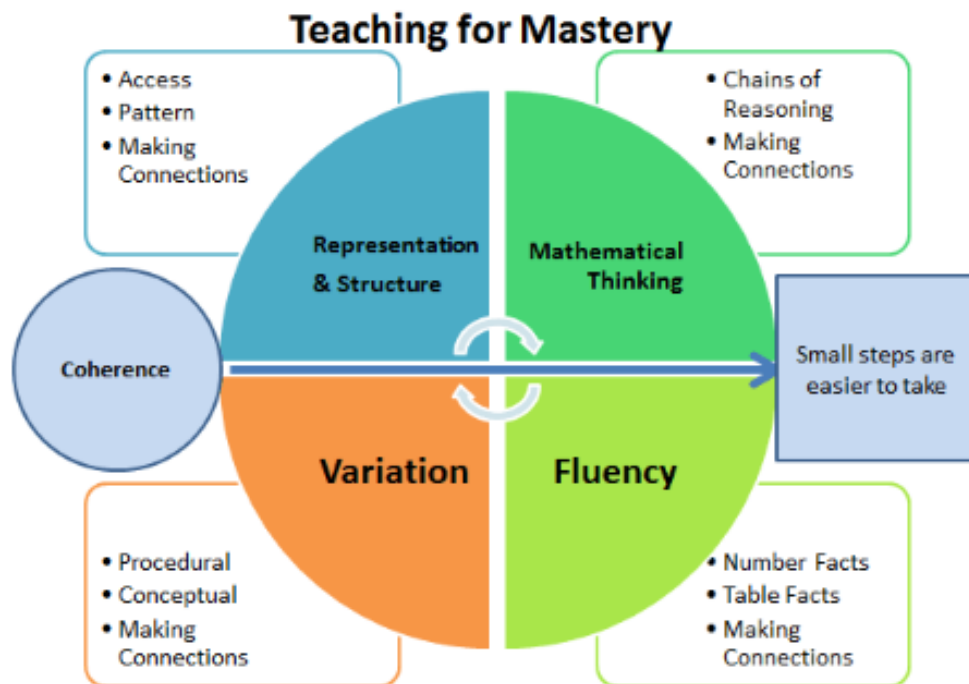 Teaching for Mastery
• Access
• Pattern
• Making
Connections
• Chains of
Reasoning
• Making
Connections
Representation
& Structure
Mathematical
Thinking
Coherence
Small steps are
easier to take
Variation
Fluency
• Procedural
• Conceptual
• Making
Connections
• Number Facts
• Table Facts
• Making
Connections